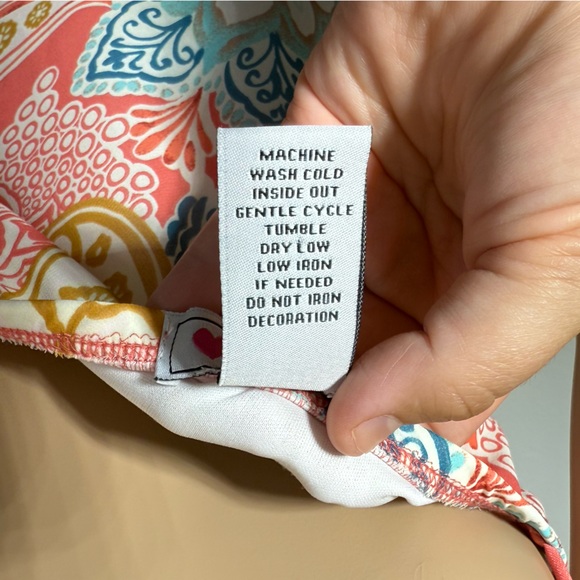 MACHINE
WASH COLD
INSIDE OUT
GENTLE CYCLE
TUMBLE
DRY LOW
LOW IRON
IF NEEDED
DO NOT IRON
DECORATION